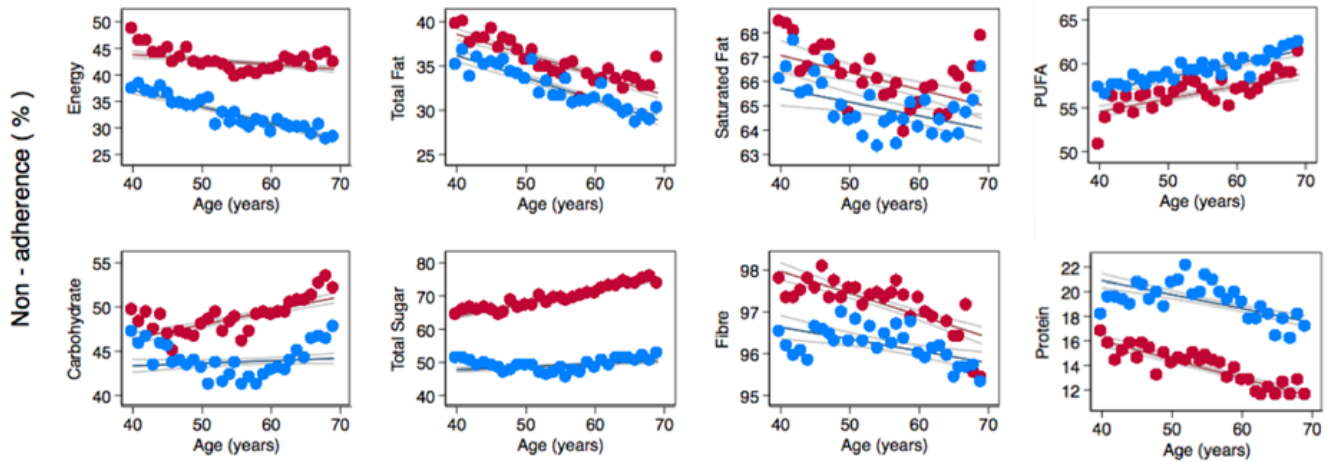 Non - adherence ( % )
Energy
50
45
40
35
30
25
40 50 60 70
Age (years)
Total Fat
40
35
30
25
40 50 60 70
Age (years)
Saturated Fat
68
67
66
65
65
64
63
40 50 60 70
Age (years)
PUFA
65
60
55
50
40 50 60 70
Age (years)
Carbohydrate
55
50
45
40
40 50 60 70
Age (years)
Total Sugar
80
70
60
50
40
40 50 60 70
Age (years)
Fibre
98
97
96
95
40 50 60 70
Age (years)
Protein
22
20
18
16
14
12
40 50 60 70
Age (years)